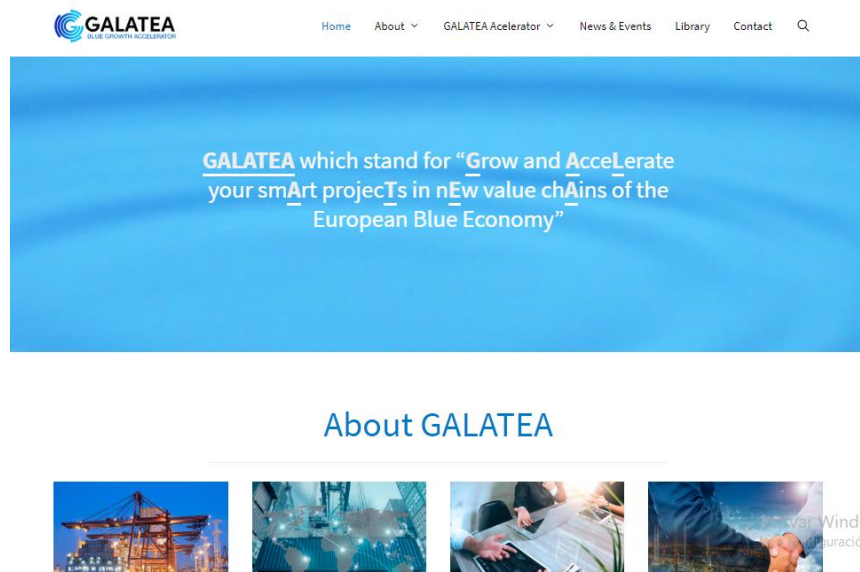 GALATEA
BLUE GROWTH ACCELERATOR
Home About GALATEA Acelerator News & Events Library Contact
GALATEA which stand for “Grow and AcceLerate
your smArt projecTs in nEw value chAins of the
European Blue Economy”
About GALATEA